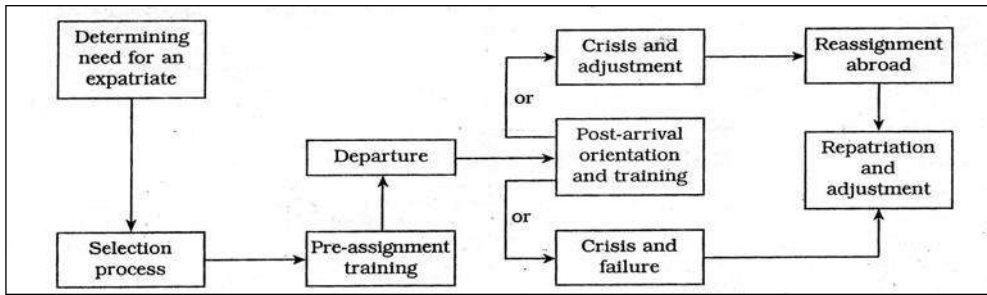 Determining
need for an
expatriate
Selection
process
Pre-assignment
training
Departure
Post-arrival
orientation
and training
or
or
Crisis and
adjustment
Crisis and
failure
Reassignment
abroad
Repatriation
and
adjustment